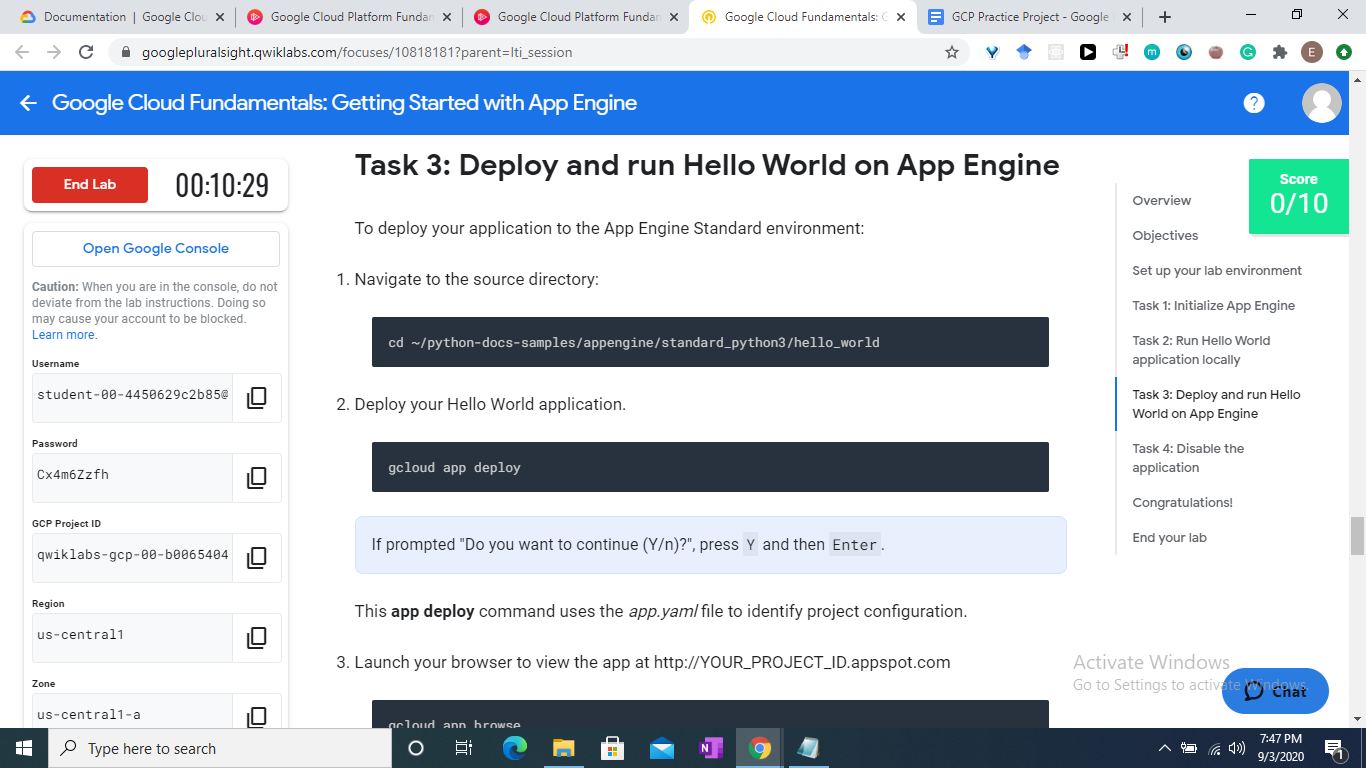 Documentation | Google Clou
Google Cloud Platform Fundar
Google Cloud Platform Fundar
Google Cloud Fundamentals: G
GCP Practice Project - Google
googlepluralsight.qwiklabs.com/focuses/10818181?parent=lti_session
Google Cloud Fundamentals: Getting Started with App Engine
End Lab
00:10:29
Open Google Console
Caution: When you are in the console, do not
deviate from the lab instructions. Doing so
may cause your account to be blocked.
Learn more.
Username
student-00-4450629c2b85@
Password
Cx4m6Zzfh
GCP Project ID
qwiklabs-gcp-00-b0065404
Region
us-central1
Zone
us-central1-a
Task 3: Deploy and run Hello World on App Engine
To deploy your application to the App Engine Standard environment:
1. Navigate to the source directory:
cd ~/python-docs-samples/appengine/standard_python3/hello_world
2. Deploy your Hello World application.
gcloud app deploy
If prompted "Do you want to continue (Y/n)?", press Y and then Enter.
This app deploy command uses the app.yaml file to identify project configuration.
3. Launch your browser to view the app at http://YOUR_PROJECT_ID.appspot.com
gcloud app browse
Score
0/10
Overview
Objectives
Set up your lab environment
Task 1: Initialize App Engine
Task 2: Run Hello World
application locally
Task 3: Deploy and run Hello
World on App Engine
Task 4: Disable the
application
Congratulations!
End your lab
Activate Windows
Go to Settings to activate Windows.
Chat
Type here to search
7:47 PM
9/3/2020